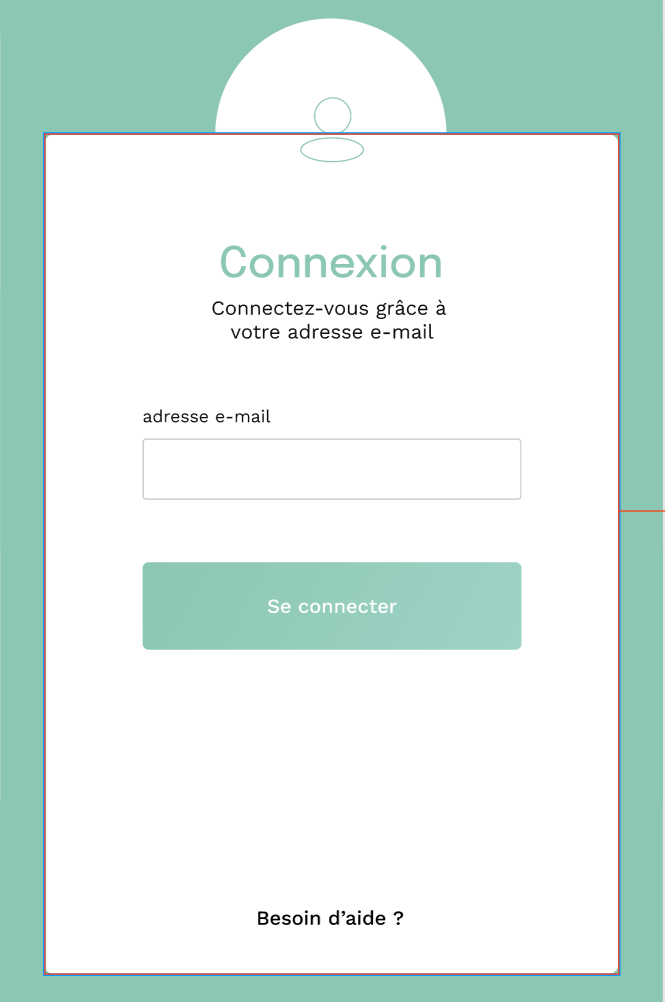 Connexion
Connectez-vous grâce à
votre adresse e-mail
adresse e-mail
Se connecter
Besoin d’aide ?